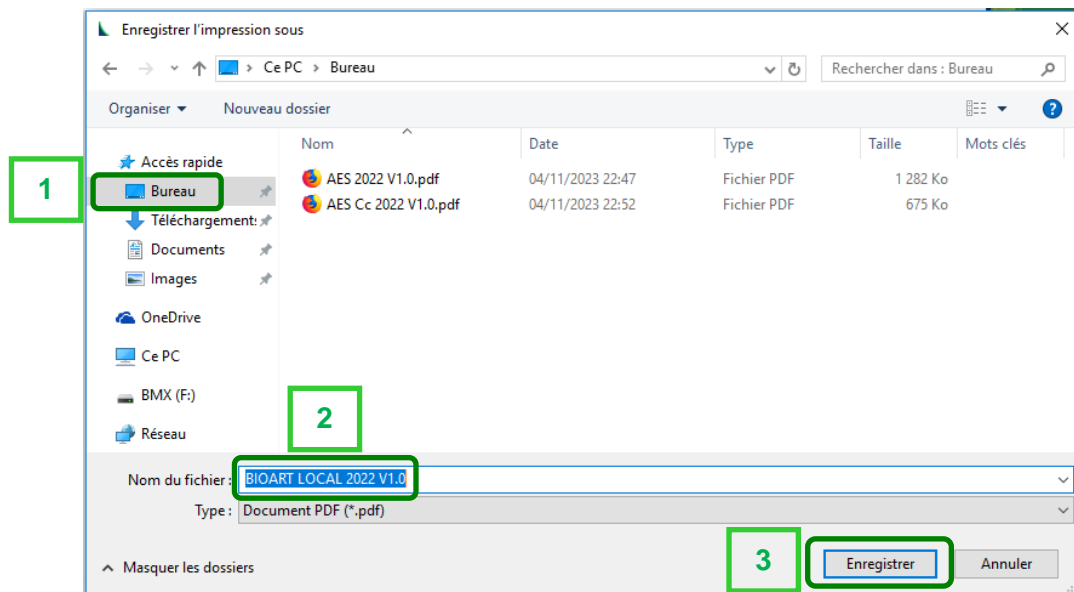 Enregistrer l'impression sous
Ce PC > Bureau
Rechercher dans : Bureau
Organiser
Nouveau dossier
Nom Date Type Taille Mots clés
1
Accès rapide
Bureau
Téléchargements
Documents
Images
OneDrive
Ce PC
BMX (F:)
Réseau
AES 2022 V1.0.pdf 04/11/2023 22:47 Fichier PDF 1 282 Ko
AES Cc 2022 V1.0.pdf 04/11/2023 22:52 Fichier PDF 675 Ko
2
Nom du fichier : BIOART LOCAL 2022 V1.0
Type : Document PDF (*.pdf)
Masquer les dossiers
3
Enregistrer
Annuler